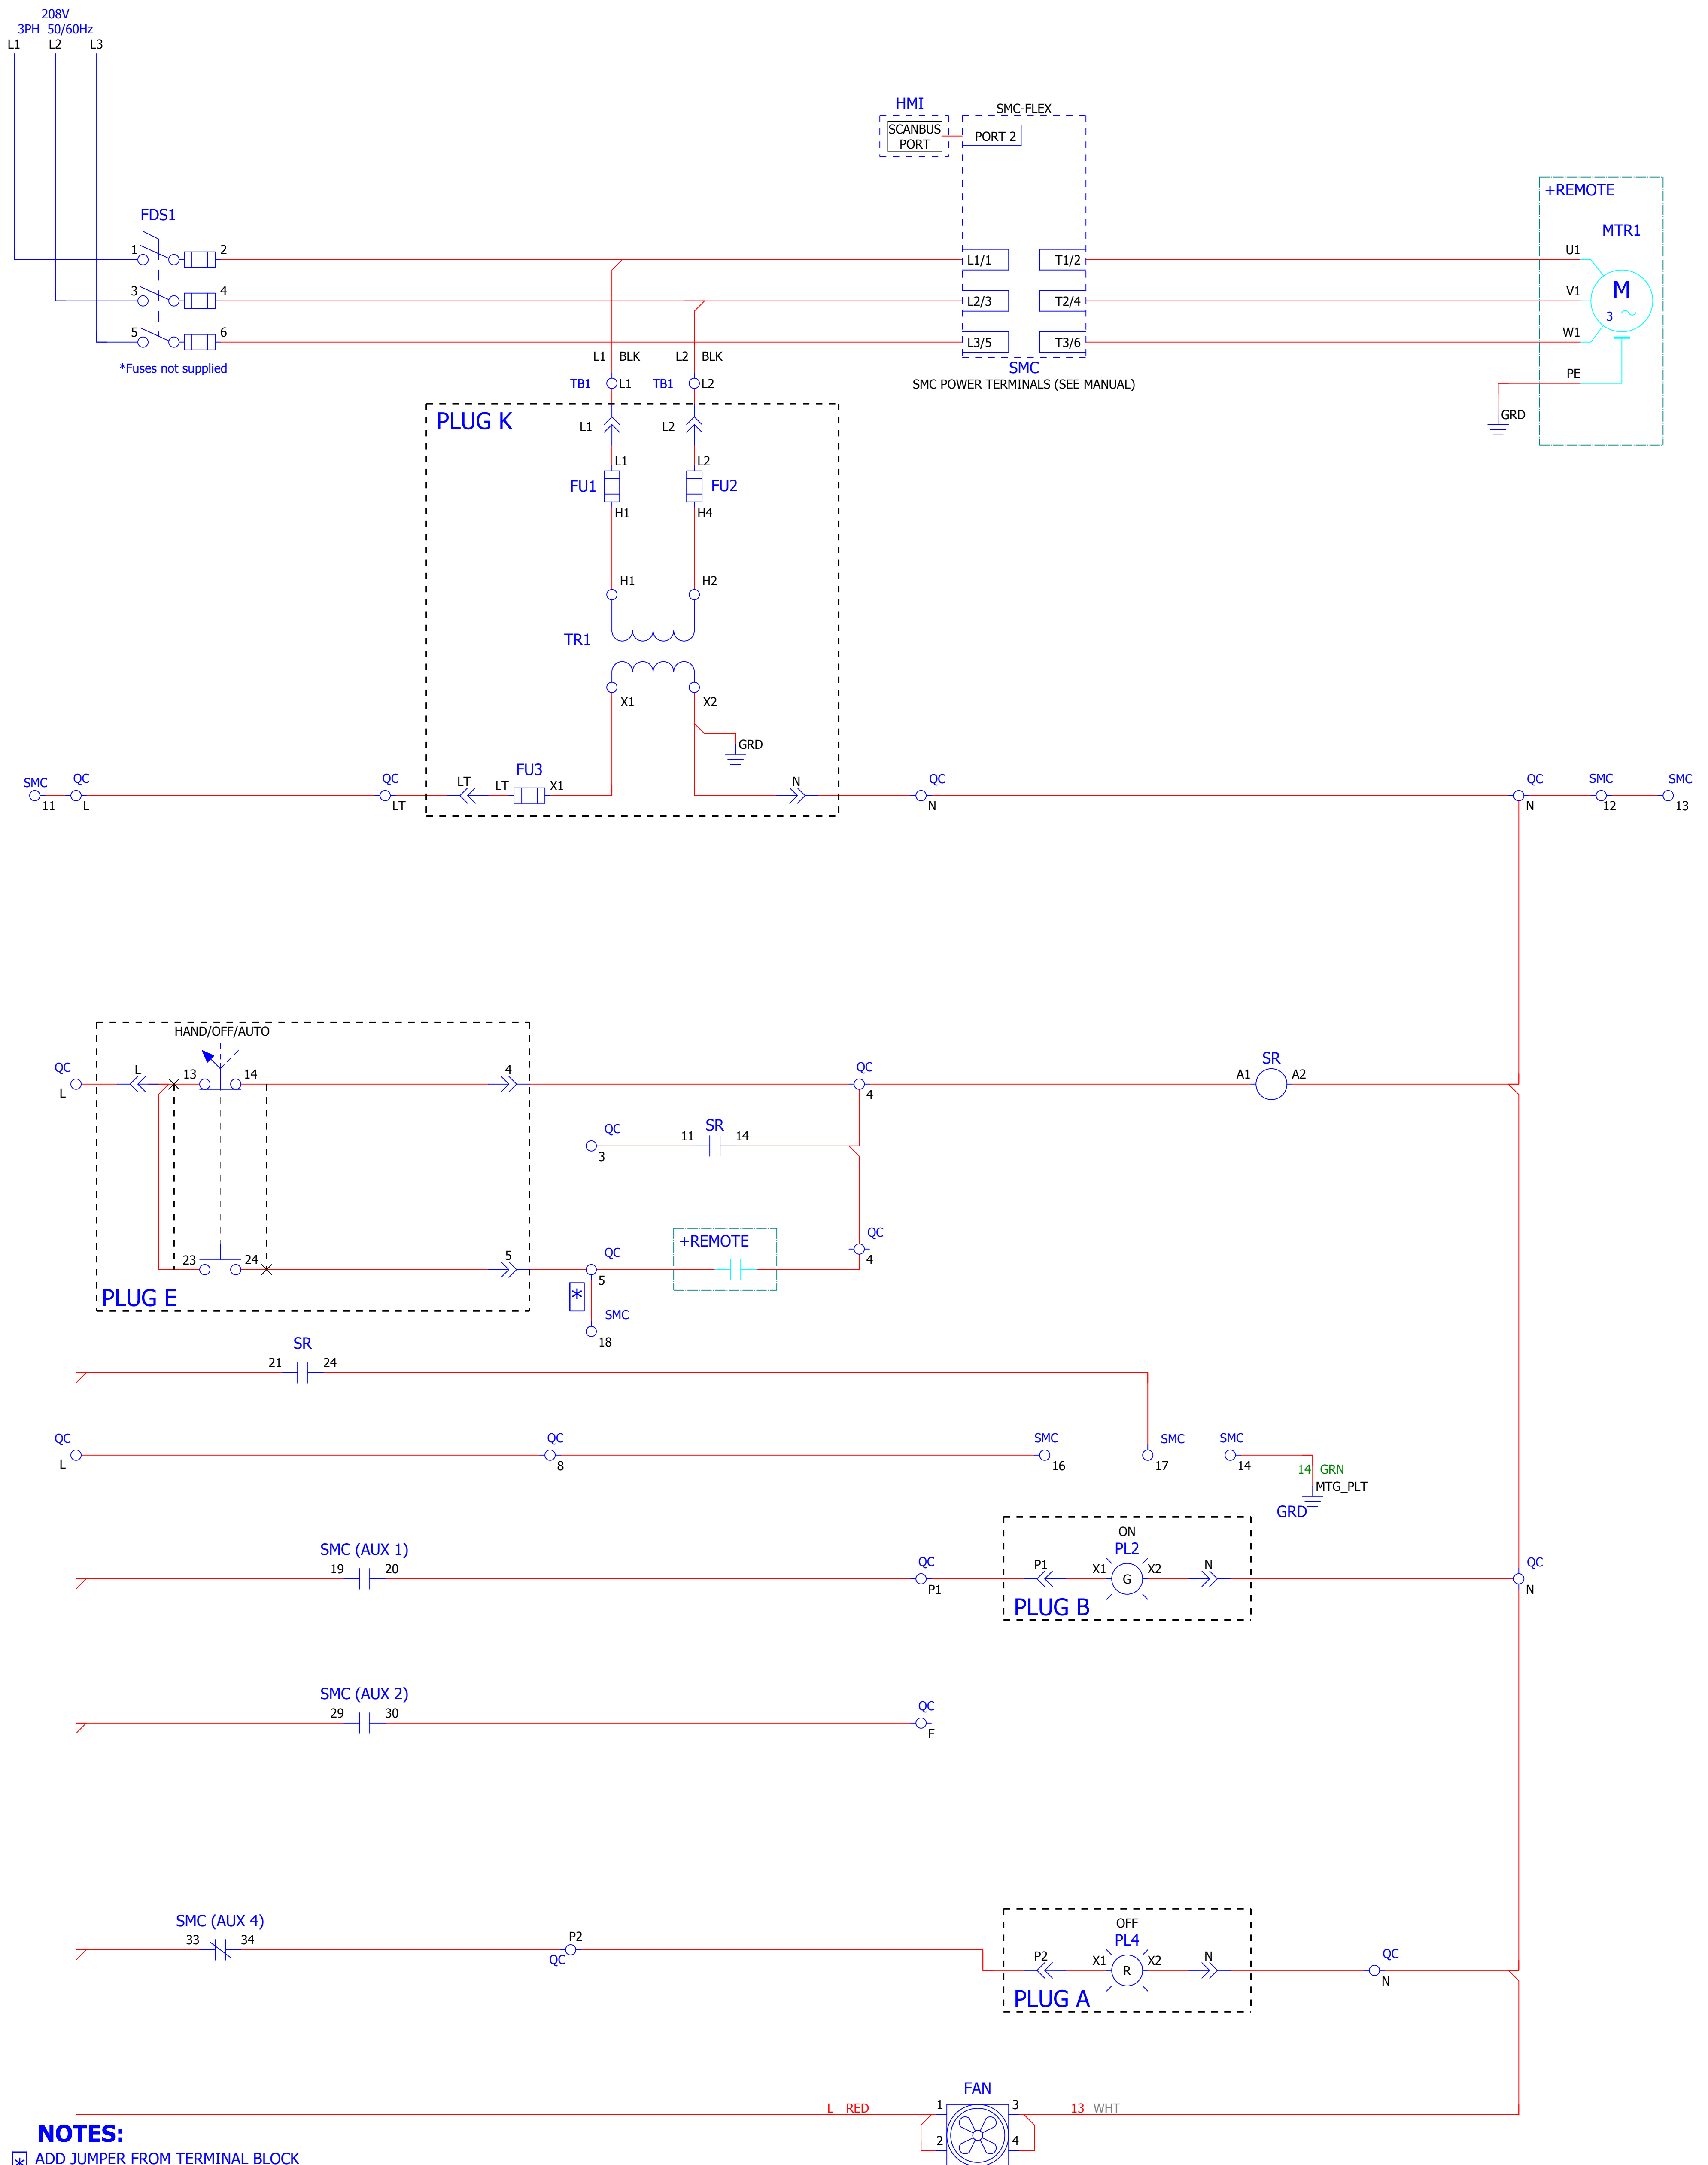 208V
3PH 50/60Hz
L1 L2 L3
HMI
SCANBUS
PORT
SMC-FLEX
PORT 2
+REMOTE
MTR1
FDS1
1 2
3 4
5 6
*Fuses not supplied
L1/1 T1/2
L2/3 T2/4
L3/5 T3/6
SMC
SMC POWER TERMINALS (SEE MANUAL)
U1
V1
W1
PE
M
3
GRD
L1 BLK L2 BLK
TB1 L1 TB1 L2
PLUG K
L1 L2
L1 L2
FU1 FU2
H1 H4
H1 H2
TR1
X1 X2
GRD
FU3
SMC QC QC LT LT X1 N QC QC SMC SMC
11 L LT N N 12 13
HAND/OFF/AUTO
QC L 13 14 4 QC SR
L 4 A1 A2
QC SR
3 11 14
23 24 5 QC +REMOTE QC
5 4
PLUG E
*
SMC
18
SR
21 24
QC QC SMC SMC SMC
L 8 16 17 14
14 GRN
MTG_PLT
GRD
SMC (AUX 1)
19 20
QC
P1
ON
PL2
P1 X1 G X2 N
PLUG B
QC
N
SMC (AUX 2)
29 30
QC
F
SMC (AUX 4)
33 34
P2
QC
OFF
PL4
P2 X1 R X2 N
PLUG A
QC
N
FAN
L RED 1 3 13 WHT
2 4
NOTES:
* ADD JUMPER FROM TERMINAL BLOCK